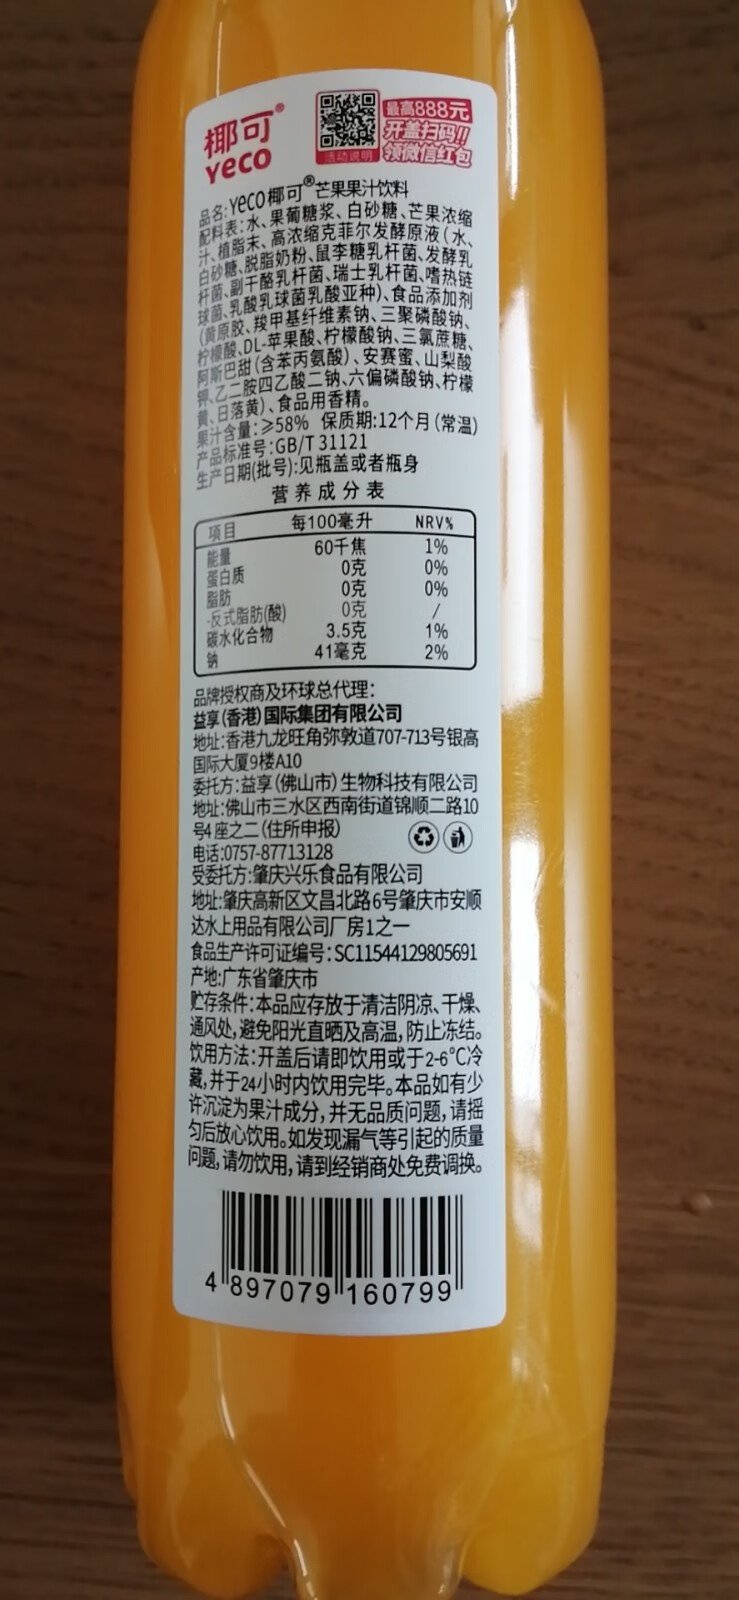 椰可®
Yeco
最高888元
开盖扫码!!
领微信红包
活动说明
品名:Yeco椰可®芒果果汁饮料
配料表:水、果葡糖浆、白砂糖、芒果浓缩
汁、植脂末、高浓缩克菲尔发酵原液(水、
白砂糖、脱脂奶粉、鼠李糖乳杆菌、发酵乳
杆菌、副干酪乳杆菌、瑞士乳杆菌、嗜热链
球菌、乳酸乳球菌乳酸亚种)、食品添加剂
(黄原胶、羧甲基纤维素钠、三聚磷酸钠、
柠檬酸、DL-苹果酸、柠檬酸钠、三氯蔗糖、
阿斯巴甜(含苯丙氨酸)、安赛蜜、山梨酸
钾、乙二胺四乙酸二钠、六偏磷酸钠、柠檬
黄、日落黄)、食品用香精。
果汁含量:≥58% 保质期:12个月(常温)
产品标准号:GB/T 31121
生产日期(批号):见瓶盖或者瓶身
营养成分表
项目 每100毫升 NRV%
能量 60千焦 1%
蛋白质 0克 0%
脂肪 0克 0%
-反式脂肪(酸) 0克 /
碳水化合物 3.5克 1%
钠 41毫克 2%
品牌授权商及环球总代理:
益享(香港)国际集团有限公司
地址:香港九龙旺角弥敦道707-713号银高
国际大厦9楼A10
委托方:益享(佛山市)生物科技有限公司
地址:佛山市三水区西南街道锦顺二路10
号4座之二(住所申报)
电话:0757-87713128
受委托方:肇庆兴乐食品有限公司
地址:肇庆高新区文昌北路6号肇庆市安顺
达水上用品有限公司厂房1之一
食品生产许可证编号:SC11544129805691
产地:广东省肇庆市
贮存条件:本品应存放于清洁阴凉、干燥、
通风处,避免阳光直晒及高温,防止冻结。
饮用方法:开盖后请即饮用或于2-6℃冷
藏,并于24小时内饮用完毕。本品如有少
许沉淀为果汁成分,并无品质问题,请摇
匀后放心饮用。如发现漏气等引起的质量
问题,请勿饮用,请到经销商处免费调换。
4 897079 160799